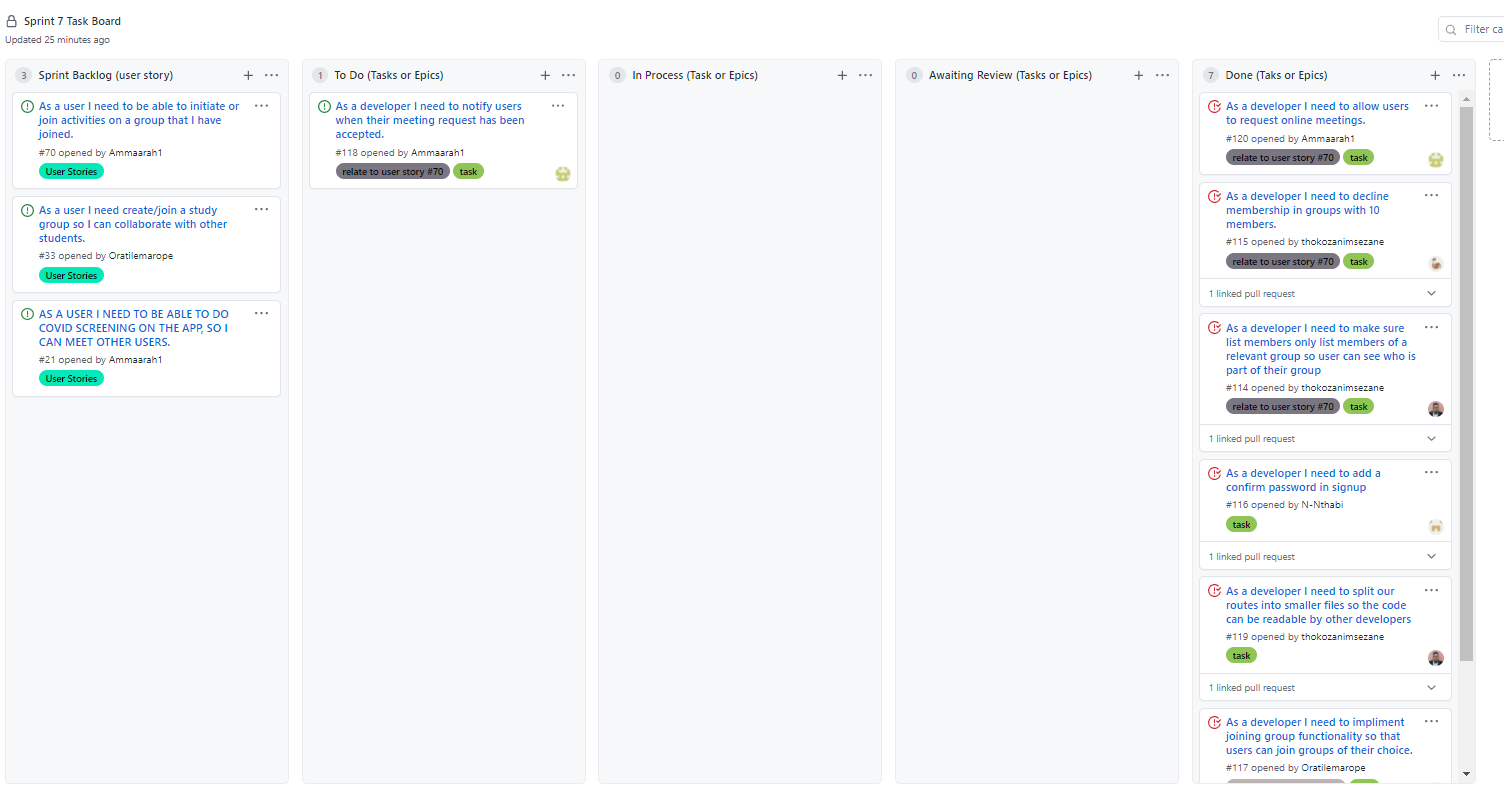 Sprint 7 Task Board
Updated 25 minutes ago
Filter ca
3 Sprint Backlog (user story)
As a user I need to be able to initiate or
join activities on a group that I have
joined.
#70 opened by Ammaarah1
User Stories
As a user I need create/join a study
group so I can collaborate with other
students.
#33 opened by Oratilemarope
User Stories
AS A USER I NEED TO BE ABLE TO DO
COVID SCREENING ON THE APP, SO I
CAN MEET OTHER USERS.
#21 opened by Ammaarah1
User Stories
1 To Do (Tasks or Epics)
As a developer I need to notify users
when their meeting request has been
accepted.
#118 opened by Ammaarah1
relate to user story #70 task
0 In Process (Task or Epics)
0 Awaiting Review (Tasks or Epics)
7 Done (Taks or Epics)
As a developer I need to allow users
to request online meetings.
#120 opened by Ammaarah1
relate to user story #70 task
As a developer I need to decline
membership in groups with 10
members.
#115 opened by thokozanimsezane
relate to user story #70 task
1 linked pull request
As a developer I need to make sure
list members only list members of a
relevant group so user can see who is
part of their group
#114 opened by thokozanimsezane
relate to user story #70 task
1 linked pull request
As a developer I need to add a
confirm password in signup
#116 opened by N-Nthabi
task
1 linked pull request
As a developer I need to split our
routes into smaller files so the code
can be readable by other developers
#119 opened by thokozanimsezane
task
1 linked pull request
As a developer I need to impliment
joining group functionality so that
users can join groups of their choice.
#117 opened by Oratilemarope